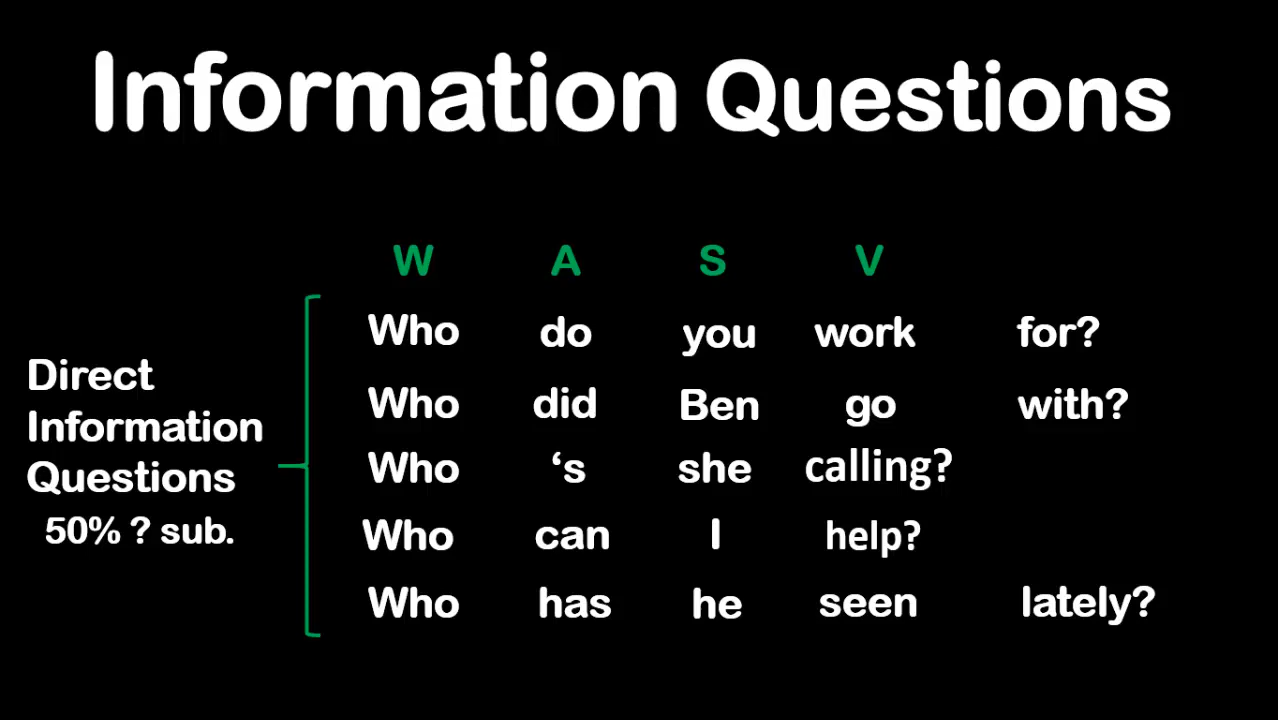 Information Questions
W A S V
Who do you work for?
Direct
Information
Questions
50% ? sub.
Who did Ben go with?
Who ‘s she calling?
Who can I help?
Who has he seen lately?